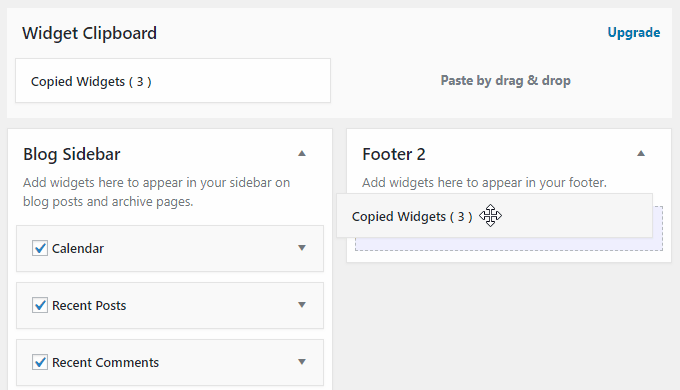 Widget Clipboard
Upgrade
Copied Widgets ( 3 )
Paste by drag & drop
Blog Sidebar
Add widgets here to appear in your sidebar on
blog posts and archive pages.
Calendar
Recent Posts
Recent Comments
Footer 2
Add widgets here to appear in your footer.
Copied Widgets ( 3 )